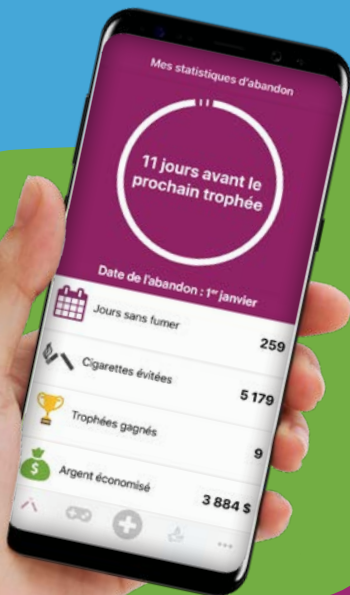 Mes statistiques d'abandon
11 jours avant le
prochain trophée
Date de l'abandon : 1er janvier
Jours sans fumer 259
Cigarettes évitées 5 179
Trophées gagnés 9
Argent économisé 3 884 $